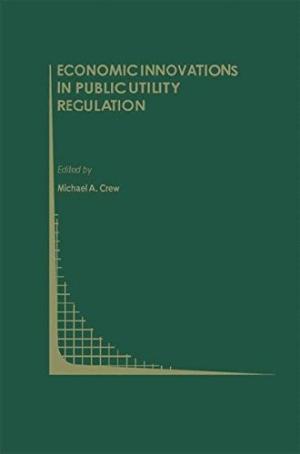 ECONOMIC INNOVATIONS
IN PUBLIC UTILITY
REGULATION
Edited by
Michael A. Crew